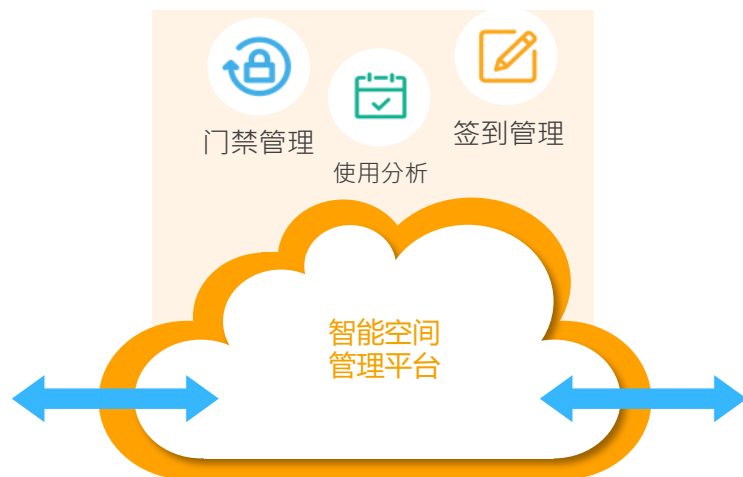 门禁管理
使用分析
签到管理
智能空间
管理平台